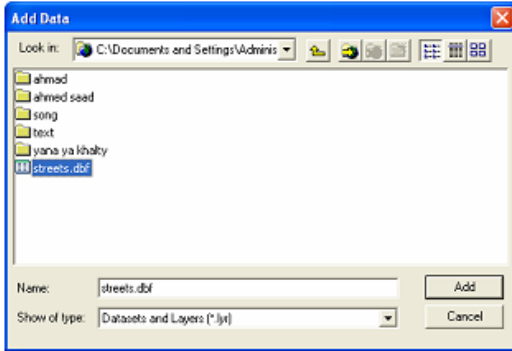 Add Data
Look in: C:\Documents and Settings\Adminis
ahmad
ahmed saad
song
text
yana ya khalty
streets.dbf
Name: streets.dbf Add
Show of type: Datasets and Layers (*.lyr) Cancel